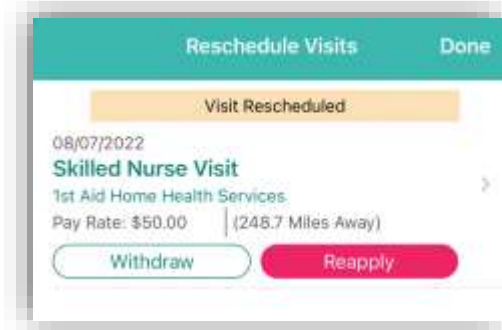 Reschedule Visits Done
Visit Rescheduled
08/07/2022
Skilled Nurse Visit
1st Aid Home Health Services
Pay Rate: $50.00 (248.7 Miles Away)
Withdraw Reapply